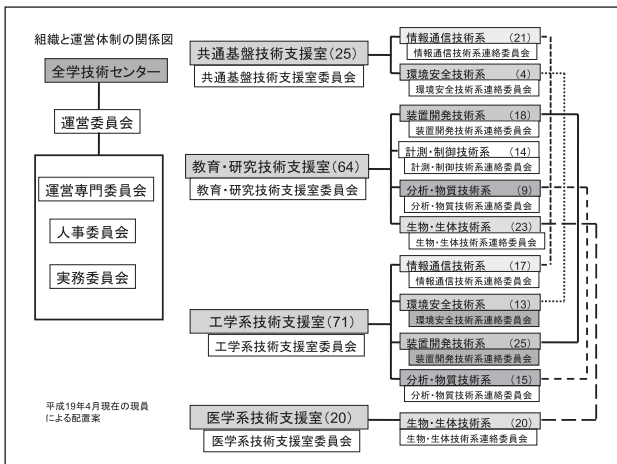 組織と運営体制の関係図
全学技術センター
運営委員会
運営専門委員会
人事委員会
実務委員会
平成19年4月現在の現員
による配置案
共通基盤技術支援室(25)
共通基盤技術支援室委員会
情報通信技術系 (21)
情報通信技術系連絡委員会
環境安全技術系 (4)
環境安全技術系連絡委員会
教育・研究技術支援室(64)
教育・研究技術支援室委員会
装置開発技術系 (18)
装置開発技術系連絡委員会
計測・制御技術系 (14)
計測・制御技術系連絡委員会
分析・物質技術系 (9)
分析・物質技術系連絡委員会
生物・生体技術系 (23)
生物・生体技術系連絡委員会
工学系技術支援室(71)
工学系技術支援室委員会
情報通信技術系 (17)
情報通信技術系連絡委員会
環境安全技術系 (13)
環境安全技術系連絡委員会
装置開発技術系 (25)
装置開発技術系連絡委員会
分析・物質技術系 (15)
分析・物質技術系連絡委員会
医学系技術支援室(20)
医学系技術支援室委員会
生物・生体技術系 (20)
生物・生体技術系連絡委員会